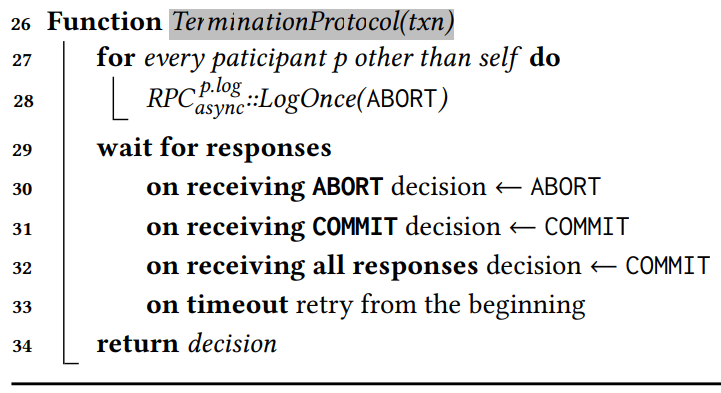 26 Function TerminationProtocol(txn)
27 for every paticipant p other than self do
28 RPC^{p.log}_{async}::LogOnce(ABORT)
29 wait for responses
30 on receiving ABORT decision ← ABORT
31 on receiving COMMIT decision ← COMMIT
32 on receiving all responses decision ← COMMIT
33 on timeout retry from the beginning
34 return decision